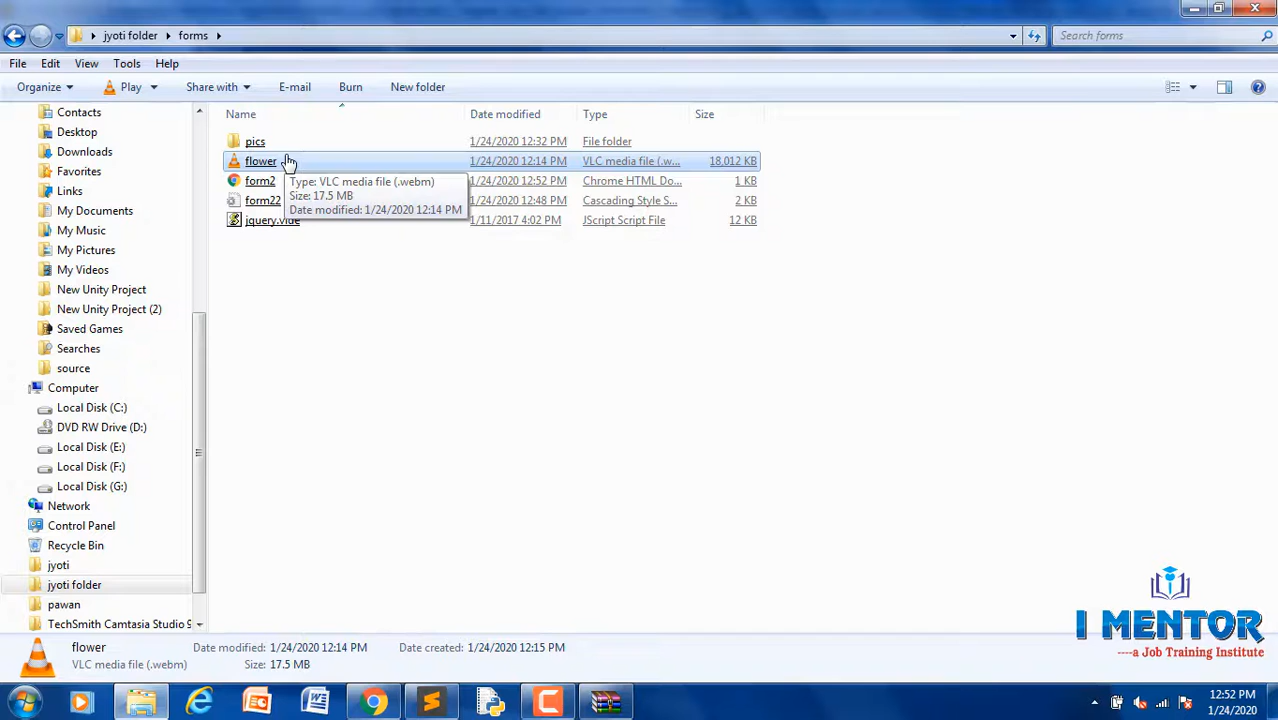 jyoti folder forms Search forms
File Edit View Tools Help
Organize Play Share with E-mail Burn New folder
Contacts
Desktop
Downloads
Favorites
Links
My Documents
My Music
My Pictures
My Videos
New Unity Project
New Unity Project (2)
Saved Games
Searches
source
Computer
Local Disk (C:)
DVD RW Drive (D:)
Local Disk (E:)
Local Disk (F:)
Local Disk (G:)
Network
Control Panel
Recycle Bin
jyoti
jyoti folder
pawan
TechSmith Camtasia Studio 9
Name Date modified Type Size
pics 1/24/2020 12:32 PM File folder
flower 1/24/2020 12:14 PM VLC media file (.w... 18,012 KB
form2 1/24/2020 12:52 PM Chrome HTML Do... 1 KB
form22 1/24/2020 12:48 PM Cascading Style S... 2 KB
jquery.vide 1/11/2017 4:02 PM JScript Script File 12 KB
Type: VLC media file (.webm)
Size: 17.5 MB
Date modified: 1/24/2020 12:14 PM
I MENTOR
----a Job Training Institute
flower Date modified: 1/24/2020 12:14 PM Date created: 1/24/2020 12:15 PM
VLC media file (.webm) Size: 17.5 MB
12:52 PM
1/24/2020